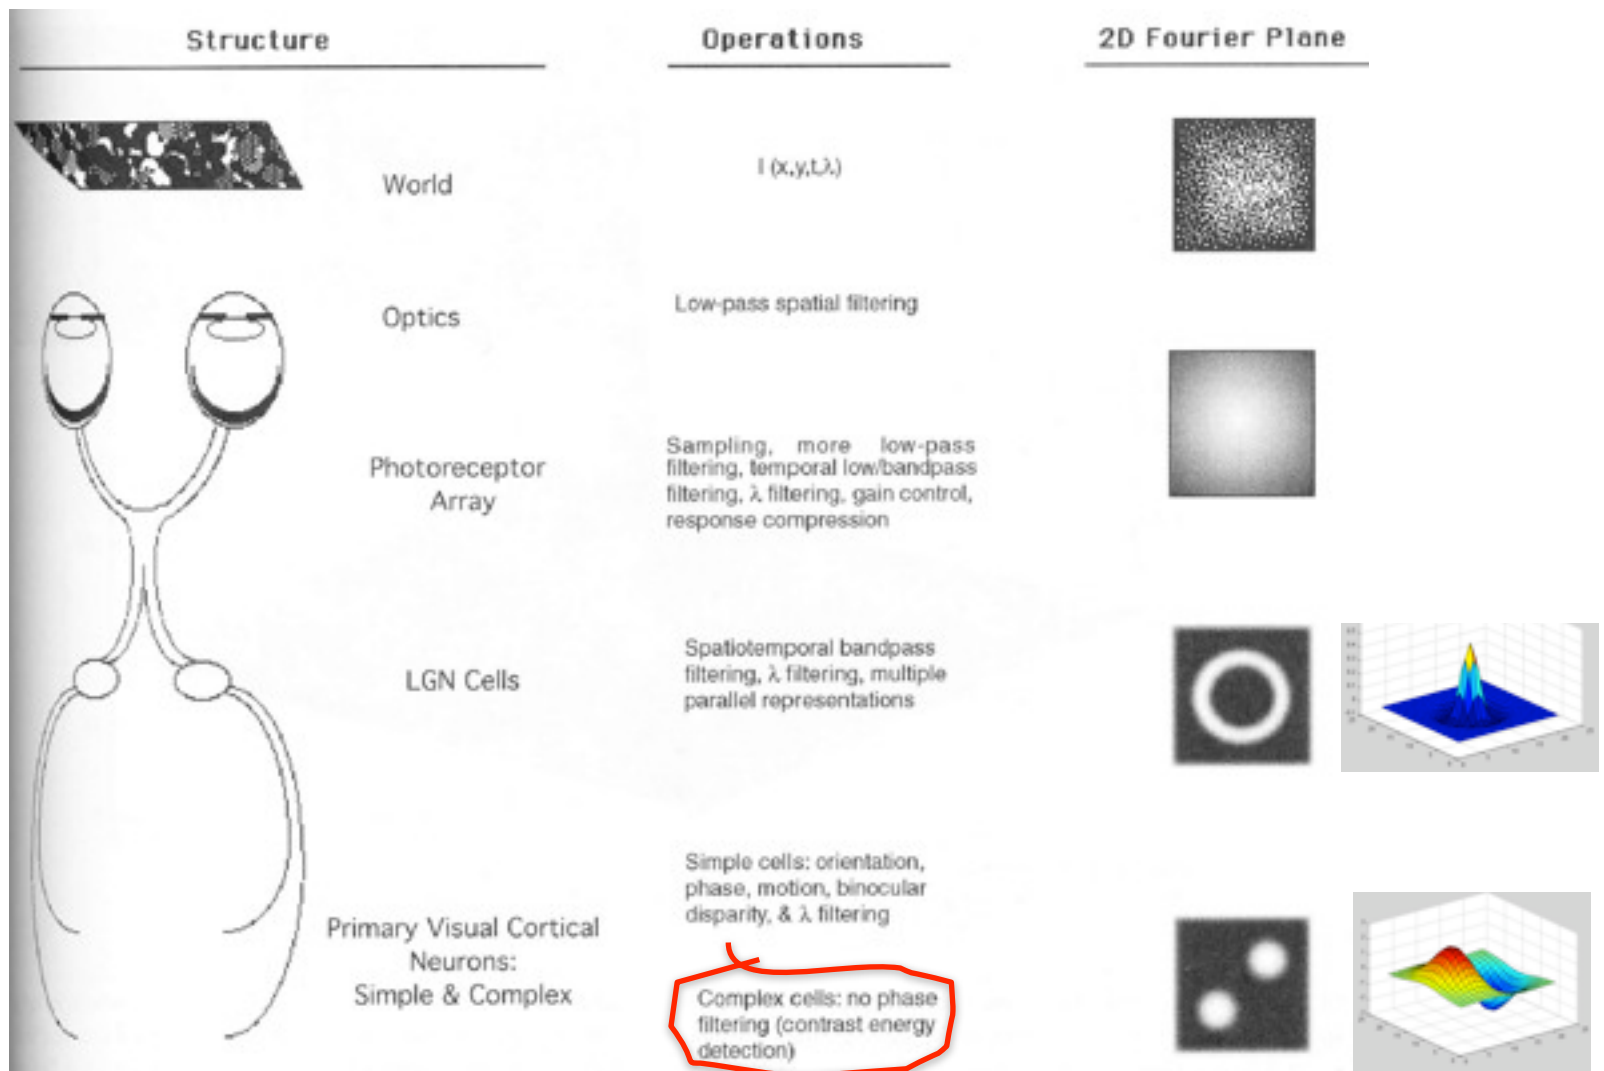 Structure
Operations
2D Fourier Plane
World
I (x,y,t,λ)
Optics
Low-pass spatial filtering
Photoreceptor
Array
Sampling, more low-pass
filtering, temporal low/bandpass
filtering, λ filtering, gain control,
response compression
LGN Cells
Spatiotemporal bandpass
filtering, λ filtering, multiple
parallel representations
Primary Visual Cortical
Neurons:
Simple & Complex
Simple cells: orientation,
phase, motion, binocular
disparity, & λ filtering
Complex cells: no phase
filtering (contrast energy
detection)